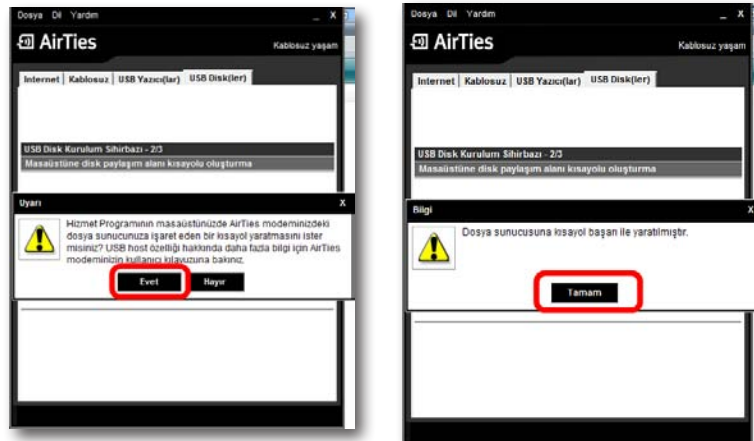 Dosya Dil Yardım _ X
AirTies
Kablosuz yaşam
Internet Kablosuz USB Yazıcı(lar) USB Disk(ler)
USB Disk Kurulum Sihirbazı - 2/3
Masaüstüne disk paylaşım alanı kısayolu oluşturma
Uyarı X
Hizmet Programının masaüstünüzde AirTies modeminizdeki
dosya sunucunuza işaret eden bir kısayol yaratmasını ister
misiniz? USB host özelliği hakkında daha fazla bilgi için AirTies
modeminizin kullanıcı kılavuzuna bakınız.
Evet Hayır
Dosya Dil Yardım _ X
AirTies
Kablosuz yaşam
Internet Kablosuz USB Yazıcı(lar) USB Disk(ler)
USB Disk Kurulum Sihirbazı - 2/3
Masaüstüne disk paylaşım alanı kısayolu oluşturma
Bilgi X
Dosya sunucusuna kısayol başarı ile yaratılmıştır.
Tamam